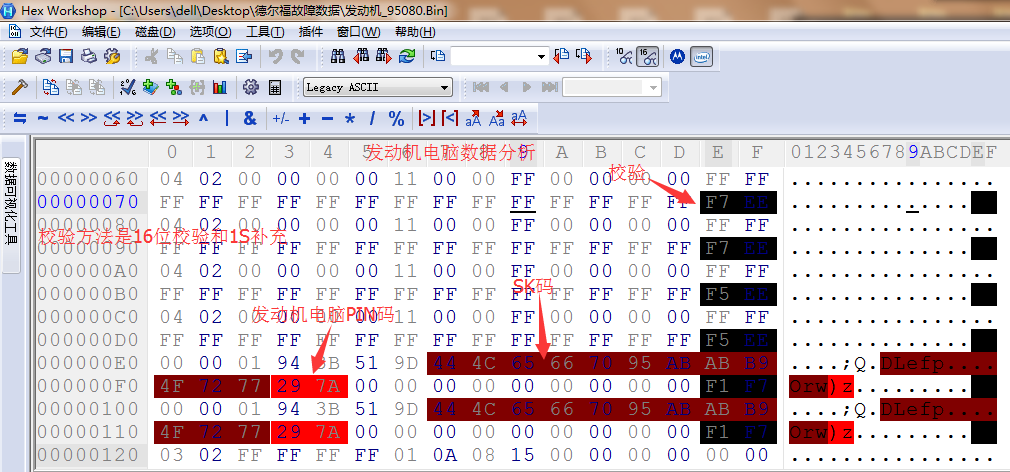 Hex Workshop - [C:\Users\dell\Desktop\德尔福故障数据\发动机_95080.Bin]
文件(F) 编辑(E) 磁盘(D) 选项(O) 工具(T) 插件 窗口(W) 帮助(H)
Legacy ASCII
数据可视化工具
发动机电脑数据分析
0 1 2 3 4 5 6 7 8 9 A B C D E F 0123456789ABCDEF
校验
00000060 04 02 00 00 00 00 11 00 00 FF 00 00 00 00 FF FF ................
00000070 FF FF FF FF FF FF FF FF FF FF FF FF FF FF F7 EE ................
00000080 04 02 00 00 00 00 11 00 00 FF 00 00 00 00 FF FF ................
校验方法是16位校验和1S补充
00000090 FF FF FF FF FF FF FF FF FF FF FF FF FF FF F7 EE ................
000000A0 04 02 00 00 00 00 11 00 00 FF 00 00 00 00 FF FF ................
SK码
000000B0 FF FF FF FF FF FF FF FF FF FF FF FF FF FF F5 EE ................
发动机电脑PIN码
000000C0 04 02 00 00 00 00 11 00 00 FF 00 00 00 00 FF FF ................
000000D0 FF FF FF FF FF FF FF FF FF FF FF FF FF FF F5 EE ................
000000E0 00 00 01 94 3B 51 9D 44 4C 65 66 70 95 AB AB B9 ....;Q.DLefp....
000000F0 4F 72 77 29 7A 00 00 00 00 00 00 00 00 00 F1 F7 Orw)z...........
00000100 00 00 01 94 3B 51 9D 44 4C 65 66 70 95 AB AB B9 ....;Q.DLefp....
00000110 4F 72 77 29 7A 00 00 00 00 00 00 00 00 00 F1 F7 Orw)z...........
00000120 03 02 FF FF FF FF 01 0A 08 15 00 00 00 00 00 00 ................